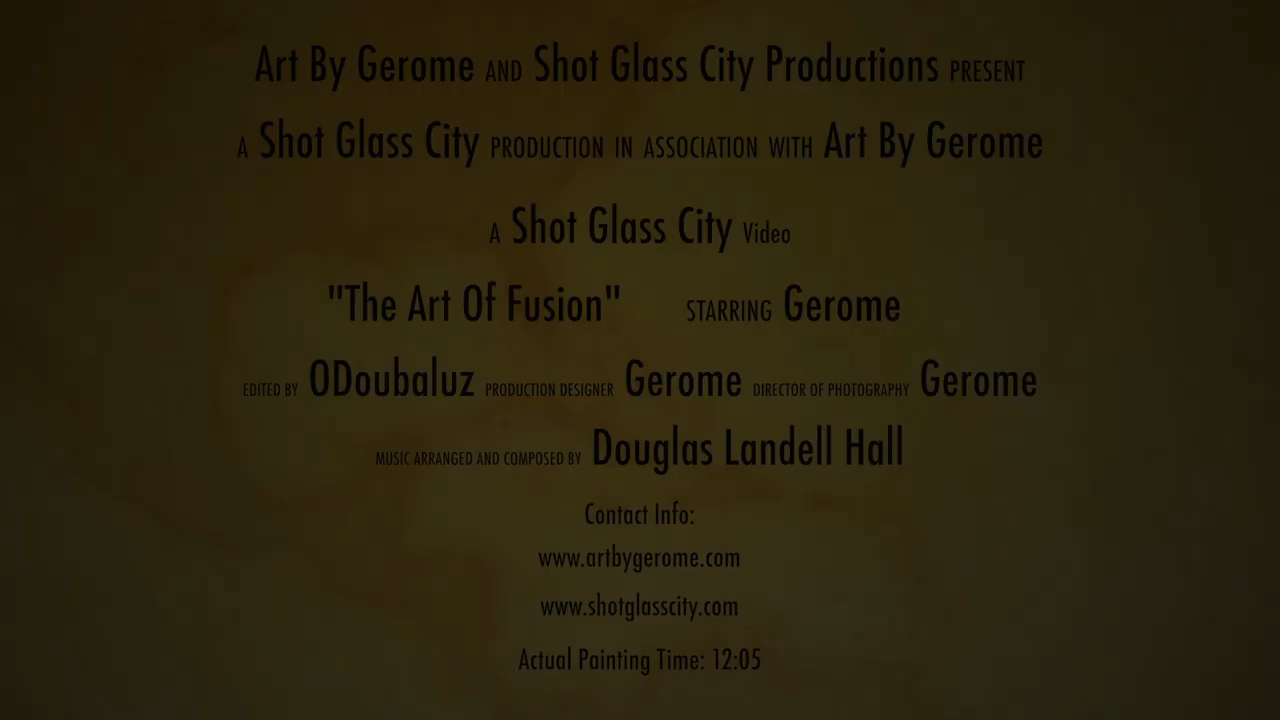 Art By Gerome AND Shot Glass City Productions PRESENT
A Shot Glass City PRODUCTION IN ASSOCIATION WITH Art By Gerome
A Shot Glass City Video
"The Art Of Fusion" STARRING Gerome
EDITED BY ODoubaluz PRODUCTION DESIGNER Gerome DIRECTOR OF PHOTOGRAPHY Gerome
MUSIC ARRANGED AND COMPOSED BY Douglas Landell Hall
Contact Info:
www.artbygerome.com
www.shotglasscity.com
Actual Painting Time: 12:05